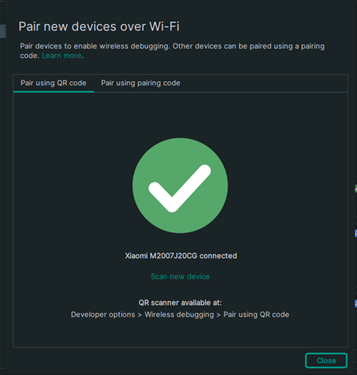 Pair new devices over Wi-Fi
Pair devices to enable wireless debugging. Other devices can be paired using a pairing
code. Learn more.
Pair using QR code
Pair using pairing code
Xiaomi M2007J20CG connected
Scan new device
QR scanner available at:
Developer options > Wireless debugging > Pair using QR code
Close